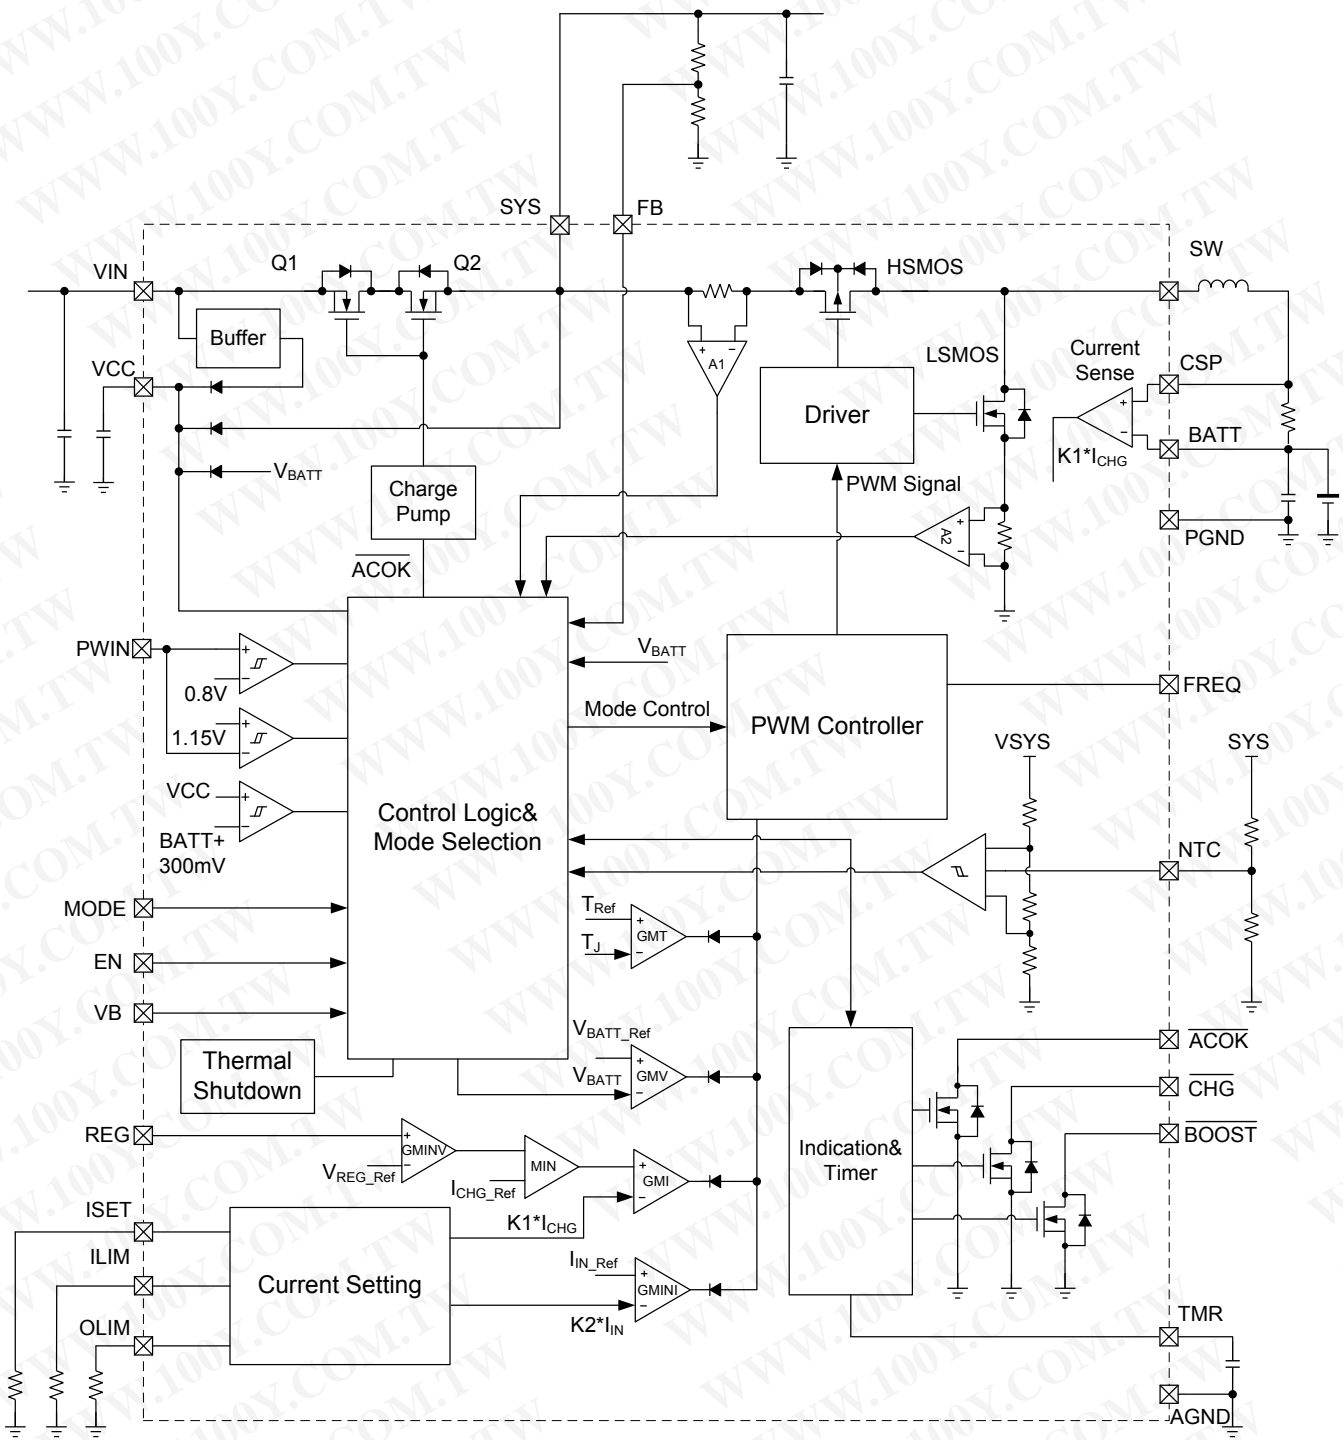 SYS
FB
SW
VIN
Q1
Q2
HSMOS
Buffer
A1
+
−
LSMOS
Current
Sense
CSP
VCC
Driver
+
−
BATT
K1*ICHG
VBATT
Charge
Pump
PWM Signal
PGND
A2
+
−
ACOK
PWIN
+
−
0.8V
VBATT
FREQ
Mode Control
PWM Controller
+
1.15V
−
VSYS
SYS
VCC
+
−
BATT+
300mV
Control Logic&
Mode Selection
NTC
MODE
TRef
+
GMT
TJ
−
EN
VB
Thermal
Shutdown
VBATT_Ref
+
GMV
VBATT
−
ACOK
CHG
BOOST
REG
+
GMINV
VREG_Ref
−
MIN
ICHG_Ref
+
GMI
−
K1*ICHG
Indication&
Timer
ISET
ILIM
OLIM
Current Setting
IIN_Ref
+
GMINI
−
K2*IIN
TMR
AGND
WWW.100Y.COM.TW